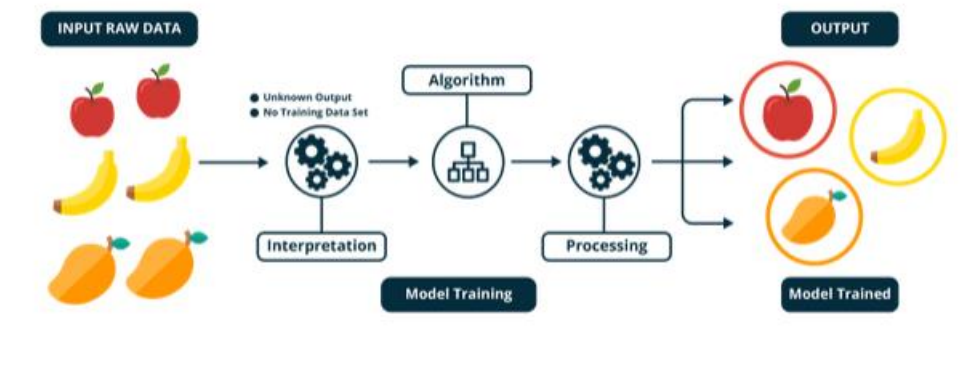 INPUT RAW DATA
OUTPUT
Algorithm
Unknown Output
No Training Data Set
Interpretation
Processing
Model Training
Model Trained